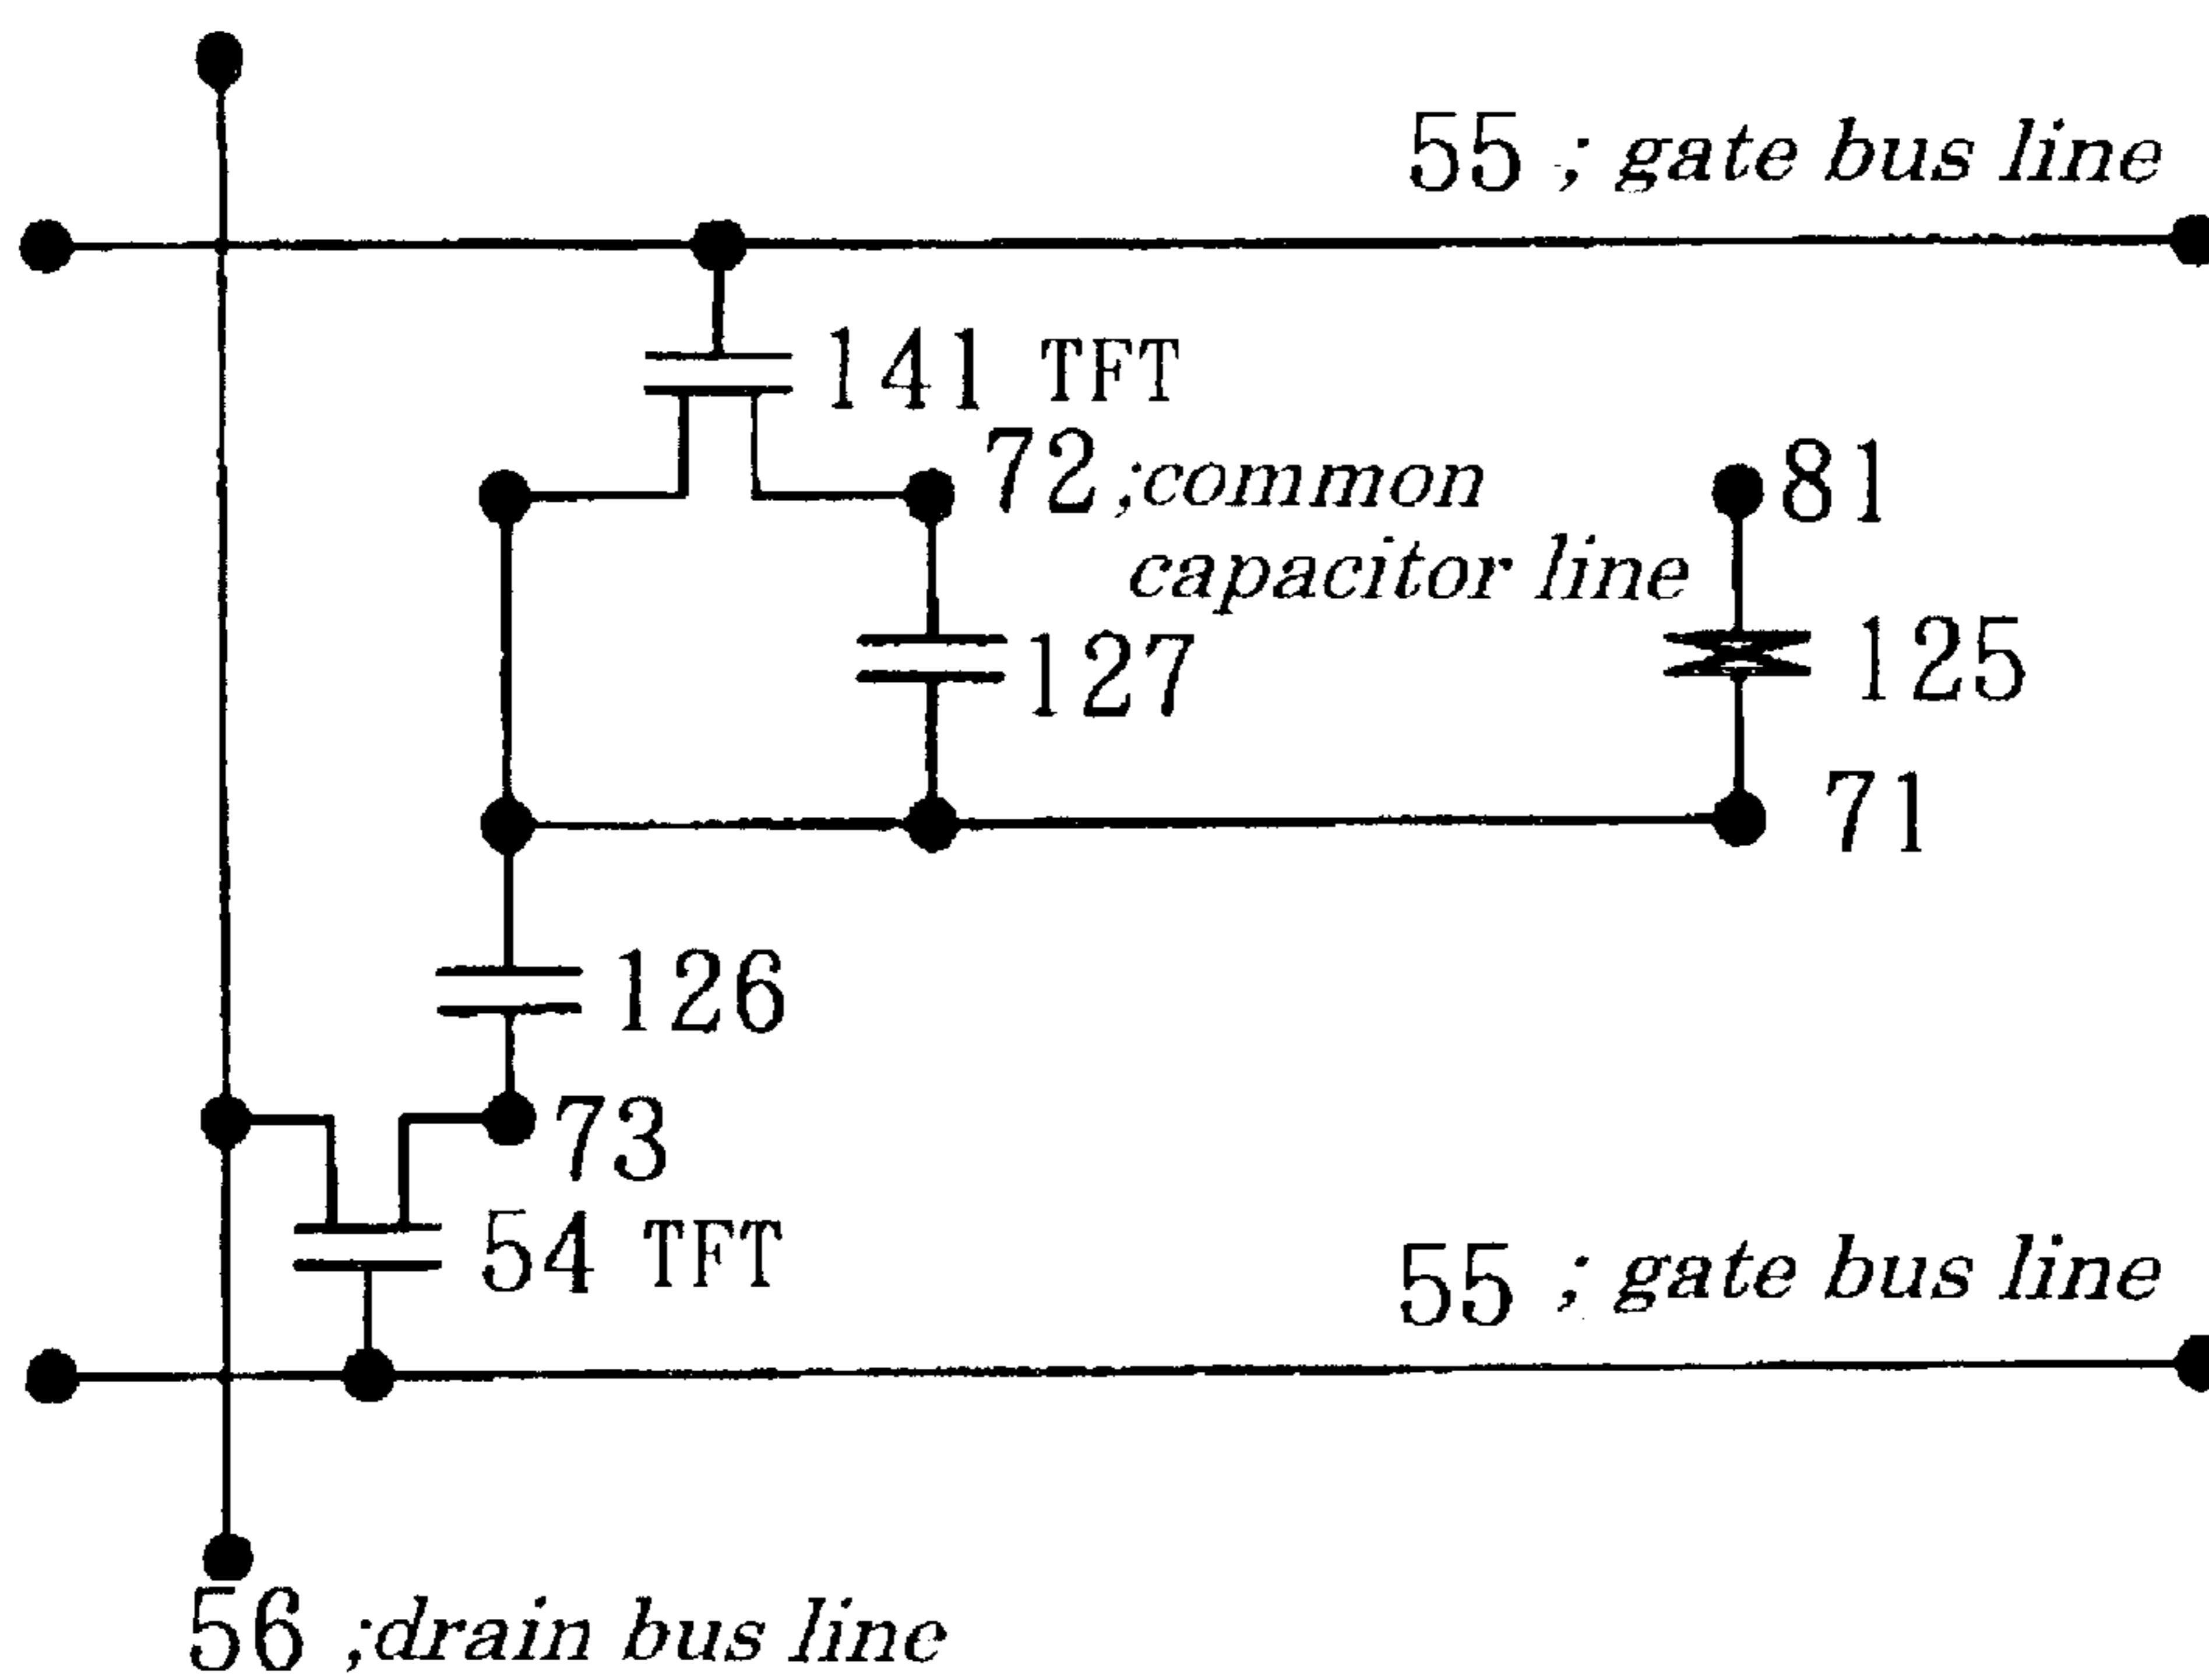 55 ; gate bus line
141 TFT
72 ;common
capacitor line
81
127
125
71
126
73
54 TFT
55 ; gate bus line
56 ;drain bus line